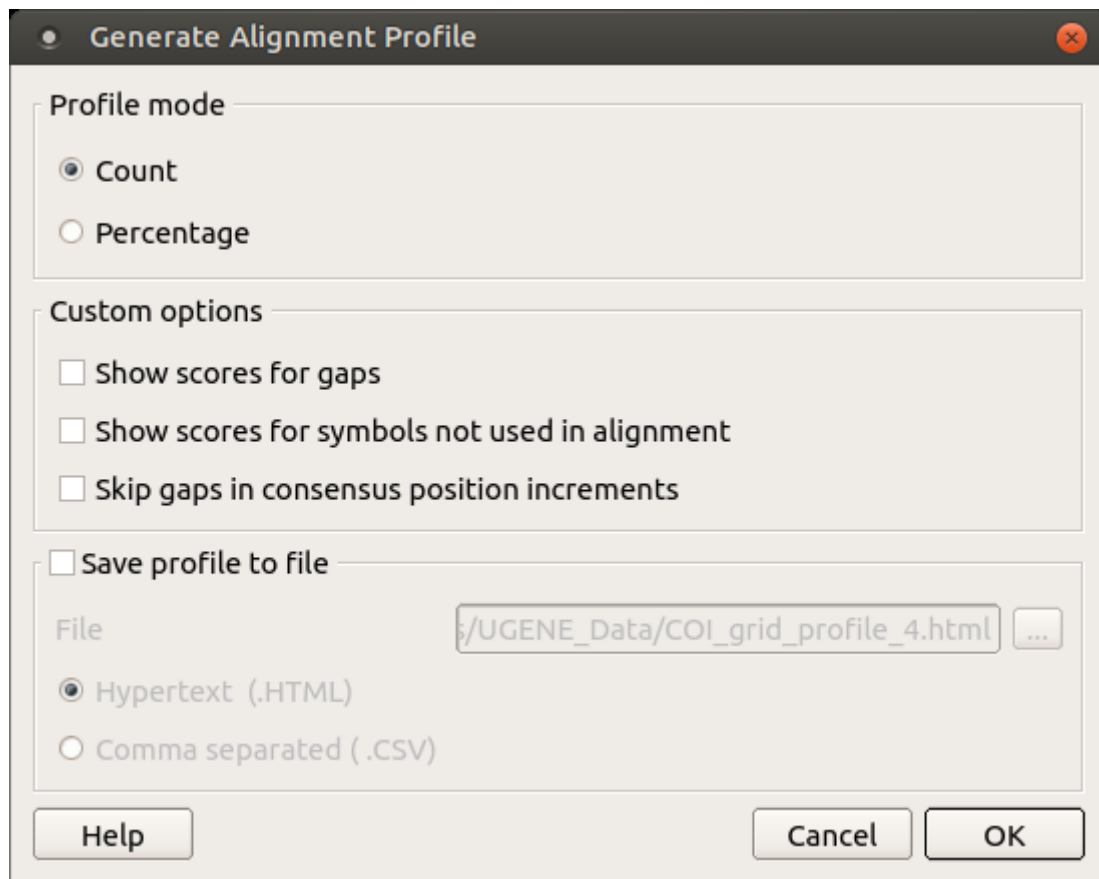 Generate Alignment Profile
Profile mode
Count
Percentage
Custom options
Show scores for gaps
Show scores for symbols not used in alignment
Skip gaps in consensus position increments
Save profile to file
File /UGENE_Data/COI_grid_profile_4.html ...
Hypertext (.HTML)
Comma separated ( .CSV)
Help Cancel OK